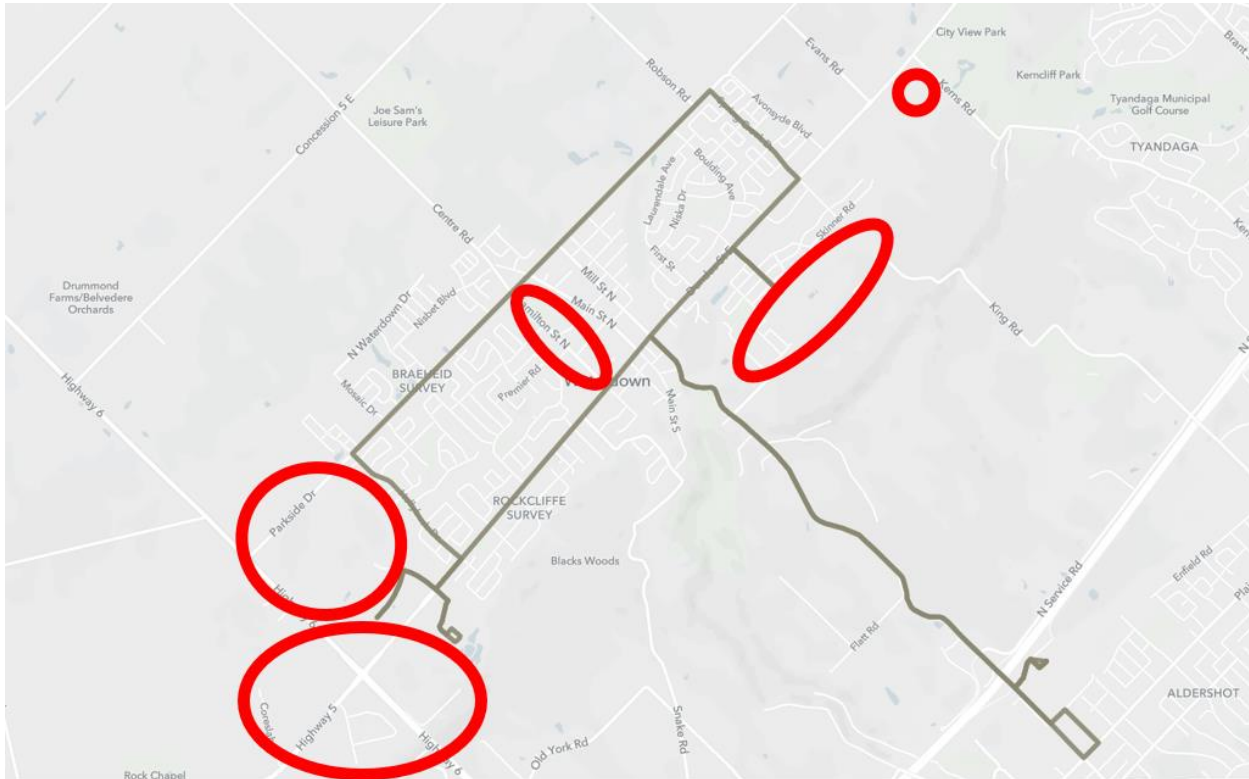 City View Park
Brant S
Evans Rd
Kerncliff Park
Robson Rd
Kerns Rd
Tyandaga Municipal
Golf Course
Joe Sam's
Leisure Park
Concession 5 E
Avonsyde Blvd
TYANDAGA
Boulding Ave
Laurendale Ave
Niska Dr
Centre Rd
Skinner Rd
First St
Mill St N
Drummond
Farms/Belvedere
Orchards
Nisbet Blvd
N Waterdown Dr
Main St N
King Rd
Highway 6
BRAEHEID
SURVEY
Premier Rd
Mosaic Dr
Main St S
Parkside Dr
ROCKCLIFFE
SURVEY
Blacks Woods
Enfield Rd
N Service Rd
Flatt Rd
ALDERSHOT
Highway 5
Highway 6
Snake Rd
Old York Rd
Rock Chapel